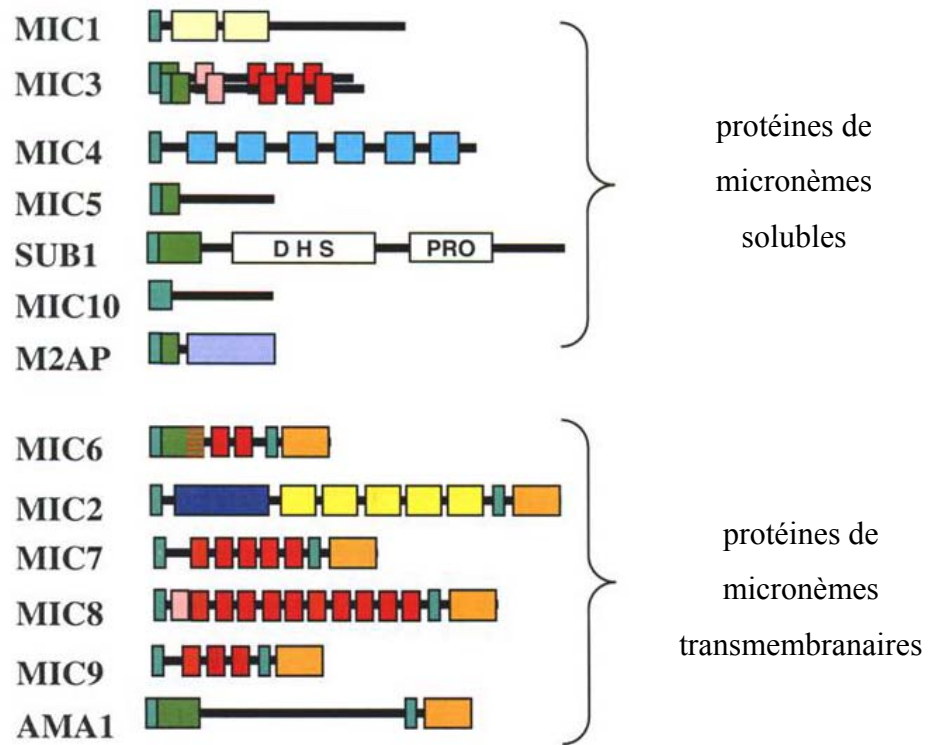 MIC1
MIC3
MIC4
MIC5
SUB1
D H S
PRO
MIC10
M2AP
protéines de
micronèmes
solubles
MIC6
MIC2
MIC7
MIC8
MIC9
AMA1
protéines de
micronèmes
transmembranaires